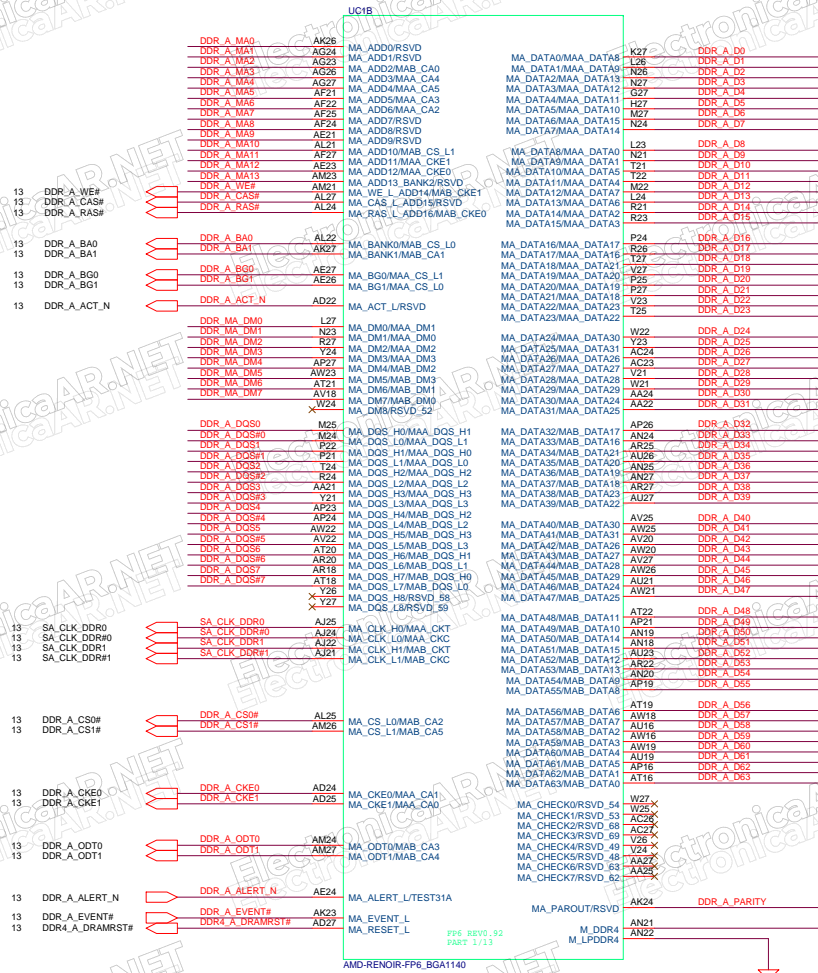 UC1B
DDR_A_MA0 AK26 MA_ADD0/RSVD
DDR_A_MA1 AG24 MA_ADD1/RSVD
DDR_A_MA2 AG23 MA_ADD2/MAB_CA0
DDR_A_MA3 AG26 MA_ADD3/MAA_CA4
DDR_A_MA4 AG27 MA_ADD4/MAA_CA5
DDR_A_MA5 AF21 MA_ADD5/MAA_CA3
DDR_A_MA6 AF22 MA_ADD6/MAA_CA2
DDR_A_MA7 AF25 MA_ADD7/RSVD
DDR_A_MA8 AF24 MA_ADD8/RSVD
DDR_A_MA9 AE21 MA_ADD9/RSVD
DDR_A_MA10 AL21 MA_ADD10/MAB_CS_L1
DDR_A_MA11 AF27 MA_ADD11/MAA_CKE1
DDR_A_MA12 AE23 MA_ADD12/MAA_CKE0
DDR_A_MA13 AM23 MA_ADD13_BANK2/RSVD
13 DDR_A_WE# DDR_A_WE# AM21 MA_WE_L_ADD14/MAB_CKE1
13 DDR_A_CAS# DDR_A_CAS# AL27 MA_CAS_L_ADD15/RSVD
13 DDR_A_RAS# DDR_A_RAS# AL24 MA_RAS_L_ADD16/MAB_CKE0
13 DDR_A_BA0 DDR_A_BA0 AL22 MA_BANK0/MAB_CS_L0
13 DDR_A_BA1 DDR_A_BA1 AK27 MA_BANK1/MAB_CA1
13 DDR_A_BG0 DDR_A_BG0 AE27 MA_BG0/MAA_CS_L1
13 DDR_A_BG1 DDR_A_BG1 AE26 MA_BG1/MAA_CS_L0
13 DDR_A_ACT_N DDR_A_ACT_N AD22 MA_ACT_L/RSVD
DDR_MA_DM0 L27 MA_DM0/MAA_DM1
DDR_MA_DM1 N23 MA_DM1/MAA_DM0
DDR_MA_DM2 R27 MA_DM2/MAA_DM2
DDR_MA_DM3 Y24 MA_DM3/MAA_DM3
DDR_MA_DM4 AP27 MA_DM4/MAB_DM2
DDR_MA_DM5 AW23 MA_DM5/MAB_DM3
DDR_MA_DM6 AT21 MA_DM6/MAB_DM1
DDR_MA_DM7 AV18 MA_DM7/MAB_DM0
W24 MA_DM8/RSVD_52
DDR_A_DQS0 M25 MA_DQS_H0/MAA_DQS_H1
DDR_A_DQS#0 M24 MA_DQS_L0/MAA_DQS_L1
DDR_A_DQS1 P22 MA_DQS_H1/MAA_DQS_H0
DDR_A_DQS#1 P21 MA_DQS_L1/MAA_DQS_L0
DDR_A_DQS2 T24 MA_DQS_H2/MAA_DQS_H2
DDR_A_DQS#2 R24 MA_DQS_L2/MAA_DQS_L2
DDR_A_DQS3 AA21 MA_DQS_H3/MAA_DQS_H3
DDR_A_DQS#3 Y21 MA_DQS_L3/MAA_DQS_L3
DDR_A_DQS4 AP23 MA_DQS_H4/MAB_DQS_H2
DDR_A_DQS#4 AP24 MA_DQS_L4/MAB_DQS_L2
DDR_A_DQS5 AW22 MA_DQS_H5/MAB_DQS_H3
DDR_A_DQS#5 AV22 MA_DQS_L5/MAB_DQS_L3
DDR_A_DQS6 AT20 MA_DQS_H6/MAB_DQS_H1
DDR_A_DQS#6 AR20 MA_DQS_L6/MAB_DQS_L1
DDR_A_DQS7 AR18 MA_DQS_H7/MAB_DQS_H0
DDR_A_DQS#7 AT18 MA_DQS_L7/MAB_DQS_L0
Y26 MA_DQS_H8/RSVD_58
Y27 MA_DQS_L8/RSVD_59
13 SA_CLK_DDR0 SA_CLK_DDR0 AJ25 MA_CLK_H0/MAA_CKT
13 SA_CLK_DDR#0 SA_CLK_DDR#0 AJ24 MA_CLK_L0/MAA_CKC
13 SA_CLK_DDR1 SA_CLK_DDR1 AJ22 MA_CLK_H1/MAB_CKT
13 SA_CLK_DDR#1 SA_CLK_DDR#1 AJ21 MA_CLK_L1/MAB_CKC
13 DDR_A_CS0# DDR_A_CS0# AL25 MA_CS_L0/MAB_CA2
13 DDR_A_CS1# DDR_A_CS1# AM26 MA_CS_L1/MAB_CA5
13 DDR_A_CKE0 DDR_A_CKE0 AD24 MA_CKE0/MAA_CA1
13 DDR_A_CKE1 DDR_A_CKE1 AD25 MA_CKE1/MAA_CA0
13 DDR_A_ODT0 DDR_A_ODT0 AM24 MA_ODT0/MAB_CA3
13 DDR_A_ODT1 DDR_A_ODT1 AM27 MA_ODT1/MAB_CA4
13 DDR_A_ALERT_N DDR_A_ALERT_N AE24 MA_ALERT_L/TEST31A
13 DDR_A_EVENT# DDR_A_EVENT# AK23 MA_EVENT_L
13 DDR4_A_DRAMRST# DDR4_A_DRAMRST# AD27 MA_RESET_L
MA_DATA0/MAA_DATA8 K27 DDR_A_D0
MA_DATA1/MAA_DATA9 L26 DDR_A_D1
MA_DATA2/MAA_DATA13 N26 DDR_A_D2
MA_DATA3/MAA_DATA12 N27 DDR_A_D3
MA_DATA4/MAA_DATA11 G27 DDR_A_D4
MA_DATA5/MAA_DATA10 H27 DDR_A_D5
MA_DATA6/MAA_DATA15 M27 DDR_A_D6
MA_DATA7/MAA_DATA14 N24 DDR_A_D7
MA_DATA8/MAA_DATA0 L23 DDR_A_D8
MA_DATA9/MAA_DATA1 N21 DDR_A_D9
MA_DATA10/MAA_DATA5 T21 DDR_A_D10
MA_DATA11/MAA_DATA4 T22 DDR_A_D11
MA_DATA12/MAA_DATA7 M22 DDR_A_D12
MA_DATA13/MAA_DATA6 L24 DDR_A_D13
MA_DATA14/MAA_DATA2 R21 DDR_A_D14
MA_DATA15/MAA_DATA3 R23 DDR_A_D15
MA_DATA16/MAA_DATA17 P24 DDR_A_D16
MA_DATA17/MAA_DATA16 R26 DDR_A_D17
MA_DATA18/MAA_DATA21 T27 DDR_A_D18
MA_DATA19/MAA_DATA20 V27 DDR_A_D19
MA_DATA20/MAA_DATA19 P25 DDR_A_D20
MA_DATA21/MAA_DATA18 P27 DDR_A_D21
MA_DATA22/MAA_DATA23 V23 DDR_A_D22
MA_DATA23/MAA_DATA22 T25 DDR_A_D23
MA_DATA24/MAA_DATA30 W22 DDR_A_D24
MA_DATA25/MAA_DATA31 Y23 DDR_A_D25
MA_DATA26/MAA_DATA26 AC24 DDR_A_D26
MA_DATA27/MAA_DATA27 AC23 DDR_A_D27
MA_DATA28/MAA_DATA28 V21 DDR_A_D28
MA_DATA29/MAA_DATA29 W21 DDR_A_D29
MA_DATA30/MAA_DATA24 AA24 DDR_A_D30
MA_DATA31/MAA_DATA25 AA22 DDR_A_D31
MA_DATA32/MAB_DATA17 AP26 DDR_A_D32
MA_DATA33/MAB_DATA16 AN24 DDR_A_D33
MA_DATA34/MAB_DATA21 AR25 DDR_A_D34
MA_DATA35/MAB_DATA20 AU26 DDR_A_D35
MA_DATA36/MAB_DATA19 AN25 DDR_A_D36
MA_DATA37/MAB_DATA18 AN27 DDR_A_D37
MA_DATA38/MAB_DATA23 AR27 DDR_A_D38
MA_DATA39/MAB_DATA22 AU27 DDR_A_D39
MA_DATA40/MAB_DATA30 AV25 DDR_A_D40
MA_DATA41/MAB_DATA31 AW25 DDR_A_D41
MA_DATA42/MAB_DATA26 AV20 DDR_A_D42
MA_DATA43/MAB_DATA27 AW20 DDR_A_D43
MA_DATA44/MAB_DATA28 AV27 DDR_A_D44
MA_DATA45/MAB_DATA29 AW26 DDR_A_D45
MA_DATA46/MAB_DATA24 AU21 DDR_A_D46
MA_DATA47/MAB_DATA25 AW21 DDR_A_D47
MA_DATA48/MAB_DATA11 AT22 DDR_A_D48
MA_DATA49/MAB_DATA10 AP21 DDR_A_D49
MA_DATA50/MAB_DATA14 AN19 DDR_A_D50
MA_DATA51/MAB_DATA15 AN18 DDR_A_D51
MA_DATA52/MAB_DATA12 AU23 DDR_A_D52
MA_DATA53/MAB_DATA13 AR22 DDR_A_D53
MA_DATA54/MAB_DATA9 AN20 DDR_A_D54
MA_DATA55/MAB_DATA8 AP19 DDR_A_D55
MA_DATA56/MAB_DATA6 AT19 DDR_A_D56
MA_DATA57/MAB_DATA7 AW18 DDR_A_D57
MA_DATA58/MAB_DATA2 AU16 DDR_A_D58
MA_DATA59/MAB_DATA3 AW16 DDR_A_D59
MA_DATA60/MAB_DATA4 AW19 DDR_A_D60
MA_DATA61/MAB_DATA5 AU19 DDR_A_D61
MA_DATA62/MAB_DATA1 AP16 DDR_A_D62
MA_DATA63/MAB_DATA0 AT16 DDR_A_D63
MA_CHECK0/RSVD_54 W27
MA_CHECK1/RSVD_53 W25
MA_CHECK2/RSVD_68 AC26
MA_CHECK3/RSVD_69 AC27
MA_CHECK4/RSVD_49 V26
MA_CHECK5/RSVD_48 V24
MA_CHECK6/RSVD_63 AA27
MA_CHECK7/RSVD_62 AA25
MA_PAROUT/RSVD AK24 DDR_A_PARITY
M_DDR4 AN21
M_LPDDR4 AN22
FP6 REV0.92
PART 1/13
AMD-RENOIR-FP6_BGA1140
ElectronicaAR.NET